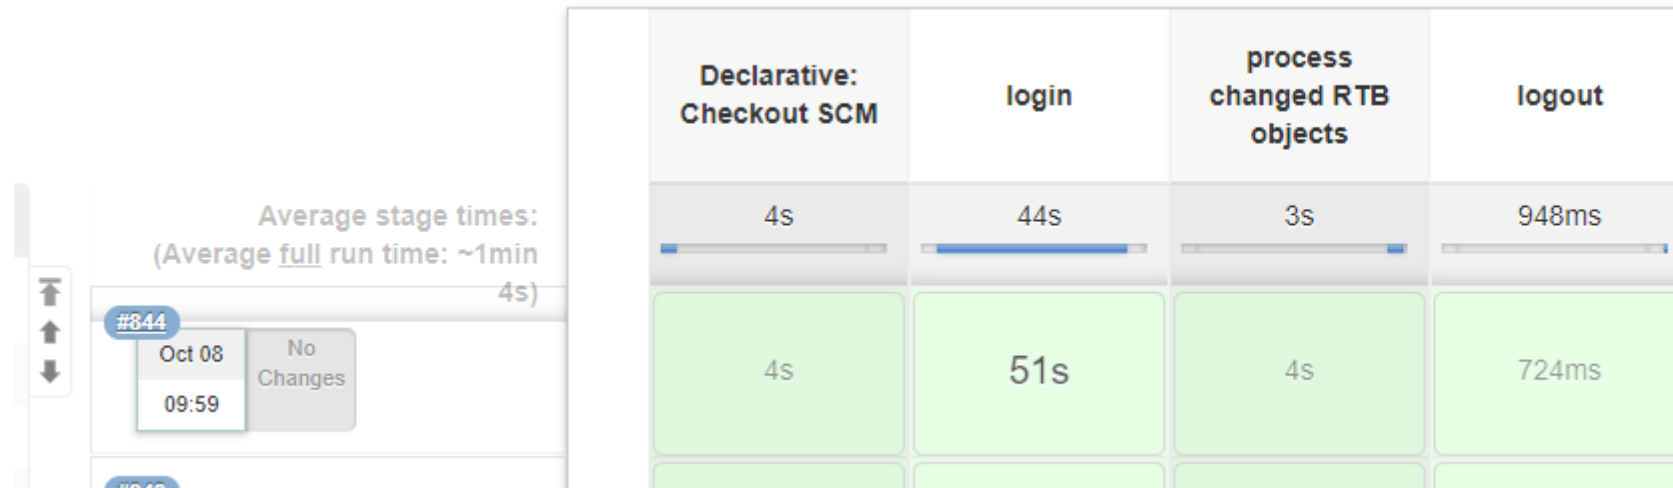 Declarative:
Checkout SCM
login
process
changed RTB
objects
logout
Average stage times:
(Average full run time: ~1min
4s)
4s
44s
3s
948ms
#844
Oct 08
09:59
No
Changes
4s
51s
4s
724ms